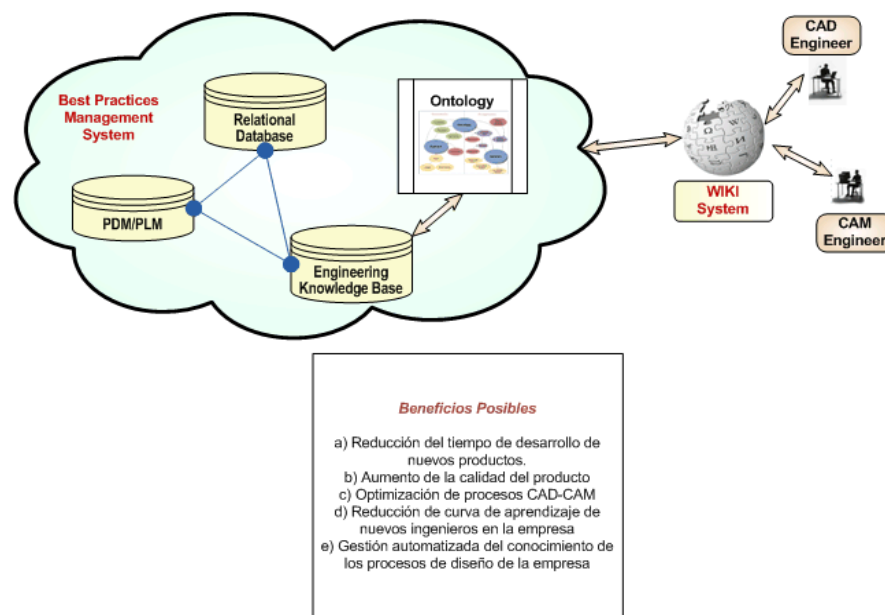 Best Practices
Management
System
Relational
Database
PDM/PLM
Engineering
Knowledge Base
Ontology
WIKI
System
CAD
Engineer
CAM
Engineer
Beneficios Posibles
a) Reducción del tiempo de desarrollo de
nuevos productos.
b) Aumento de la calidad del producto
c) Optimización de procesos CAD-CAM
d) Reducción de curva de aprendizaje de
nuevos ingenieros en la empresa
e) Gestión automatizada del conocimiento de
los procesos de diseño de la empresa